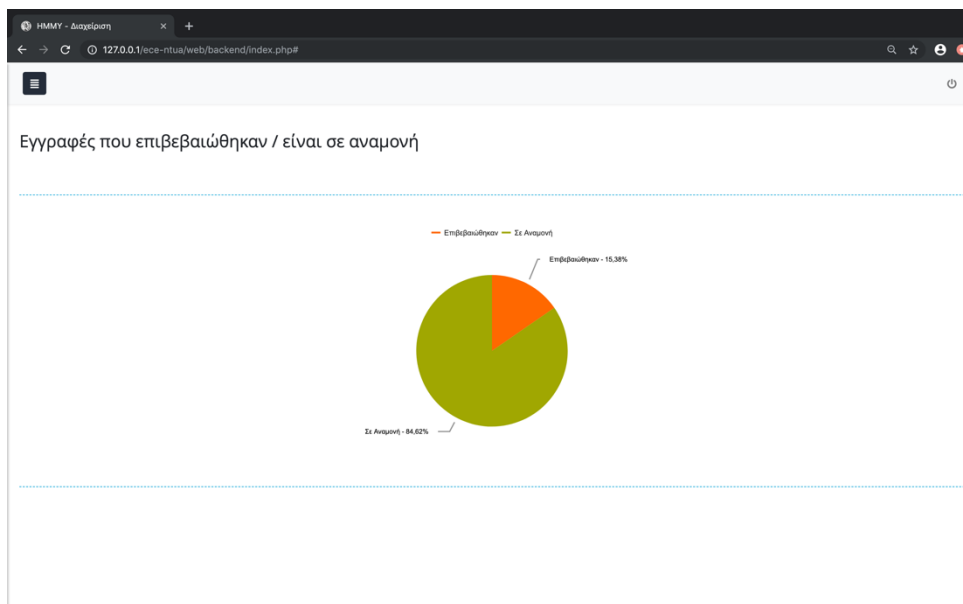 ΗΜΜΥ - Διαχείριση
127.0.0.1/ece-ntua/web/backend/index.php#
Εγγραφές που επιβεβαιώθηκαν / είναι σε αναμονή
Επιβεβαιώθηκαν Σε Αναμονή
Επιβεβαιώθηκαν - 15,38%
Σε Αναμονή - 84,62%